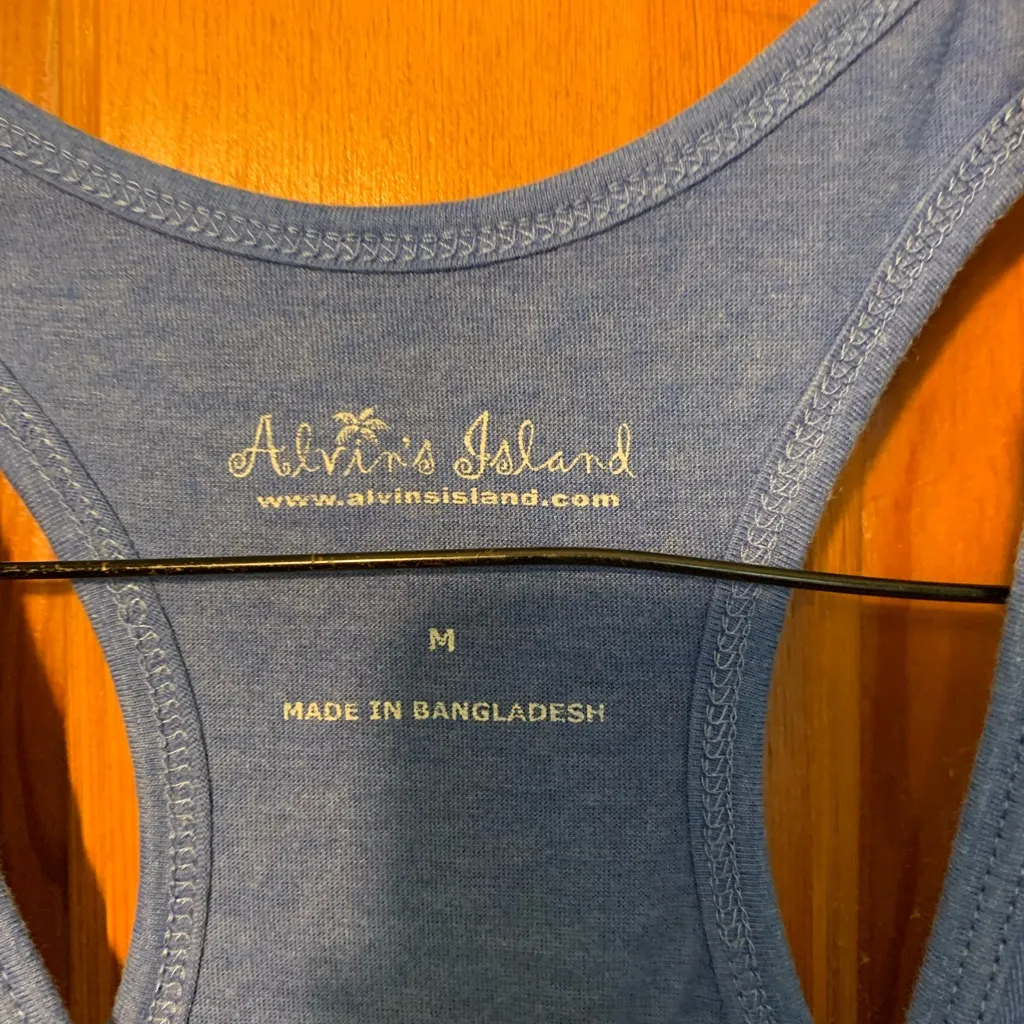 Alvin's Island
www.alvinsisland.com
M
MADE IN BANGLADESH